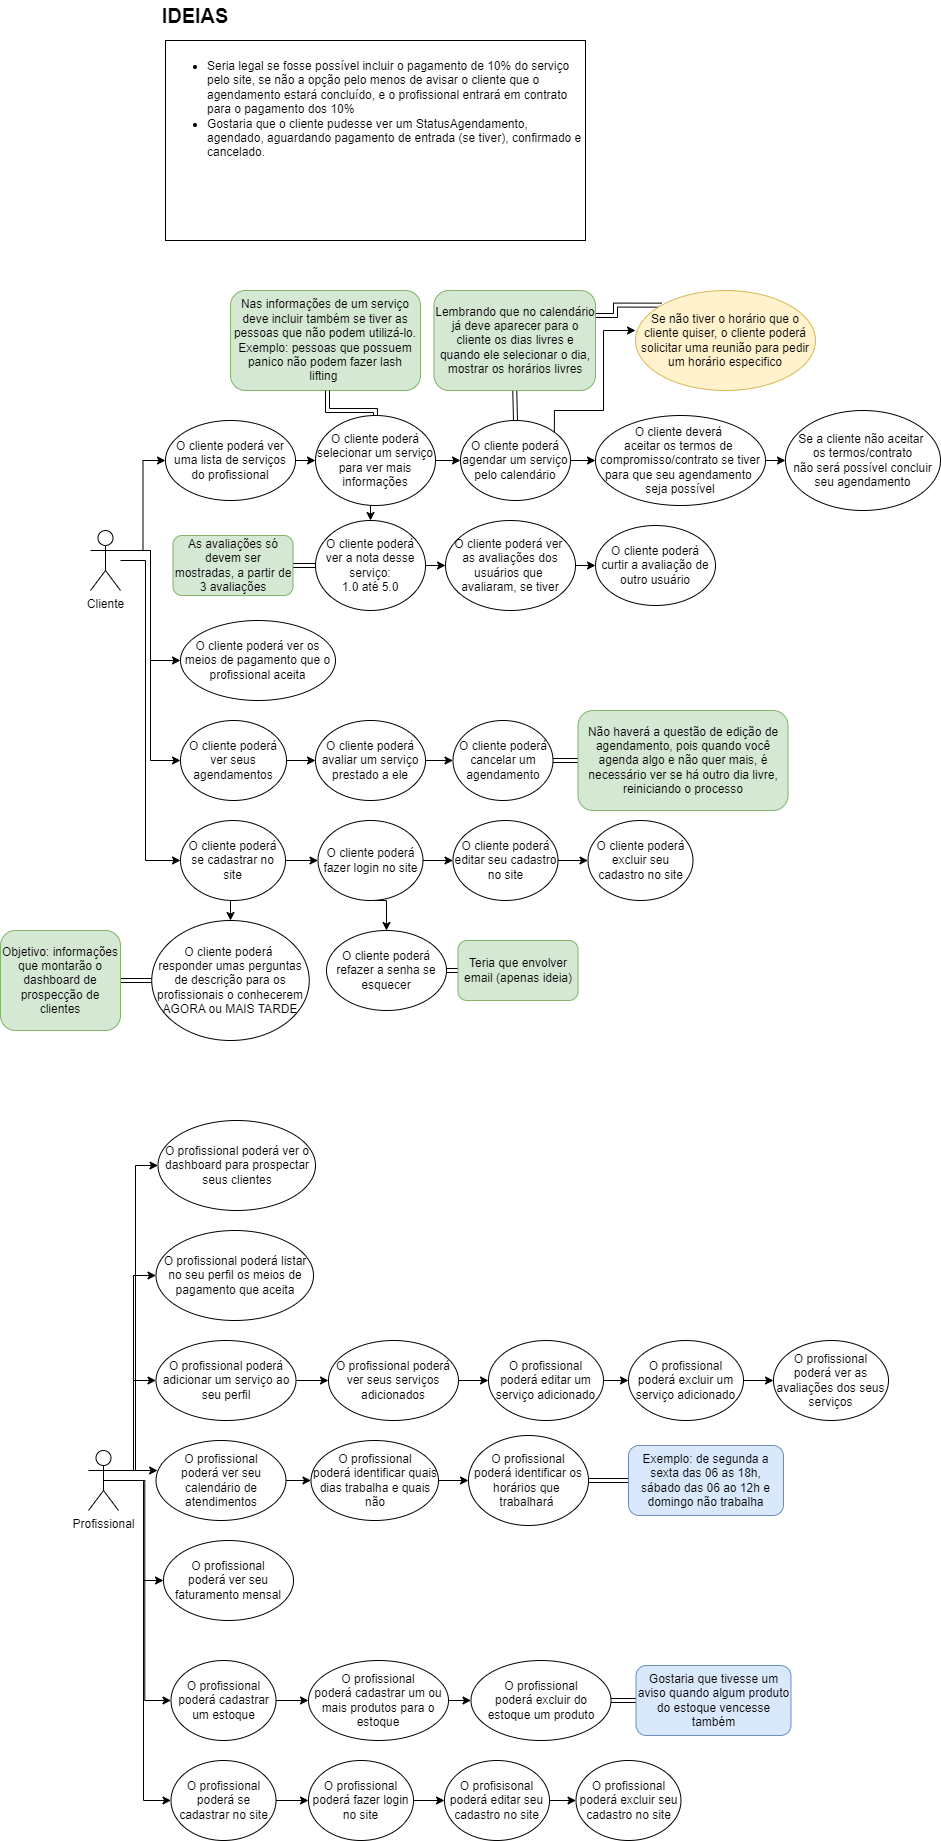 IDEIAS
Seria legal se fosse possível incluir o pagamento de 10% do serviço
pelo site, se não a opção pelo menos de avisar o cliente que o
agendamento estará concluído, e o profissional entrará em contrato
para o pagamento dos 10%
Gostaria que o cliente pudesse ver um StatusAgendamento,
agendado, aguardando pagamento de entrada (se tiver), confirmado e
cancelado.
Nas informações de um serviço
deve incluir também se tiver as
pessoas que não podem utilizá-lo.
Exemplo: pessoas que possuem
panico não podem fazer lash
lifting
Lembrando que no calendário
já deve aparecer para o
cliente os dias livres e
quando ele selecionar o dia,
mostrar os horários livres
Se não tiver o horário que o
cliente quiser, o cliente poderá
solicitar uma reunião para pedir
um horário especifico
O cliente poderá ver
uma lista de serviços
do profissional
O cliente poderá
selecionar um serviço
para ver mais
informações
O cliente poderá
agendar um serviço
pelo calendário
O cliente deverá
aceitar os termos de
compromisso/contrato se tiver
para que seu agendamento
seja possível
Se a cliente não aceitar
os termos/contrato
não será possível concluir
seu agendamento
Cliente
As avaliações só
devem ser
mostradas, a partir de
3 avaliações
O cliente poderá
ver a nota desse
serviço:
1.0 até 5.0
O cliente poderá ver
as avaliações dos
usuários que
avaliaram, se tiver
O cliente poderá
curtir a avaliação de
outro usuário
O cliente poderá ver os
meios de pagamento que o
profissional aceita
O cliente poderá
ver seus
agendamentos
O cliente poderá
avaliar um serviço
prestado a ele
O cliente poderá
cancelar um
agendamento
Não haverá a questão de edição de
agendamento, pois quando você
agenda algo e não quer mais, é
necessário ver se há outro dia livre,
reiniciando o processo
O cliente poderá
se cadastrar no
site
O cliente poderá
fazer login no site
O cliente poderá
editar seu cadastro
no site
O cliente poderá
excluir seu
cadastro no site
Objetivo: informações
que montarão o
dashboard de
prospecção de
clientes
O cliente poderá
responder umas perguntas
de descrição para os
profissionais o conhecerem
AGORA ou MAIS TARDE
O cliente poderá
refazer a senha se
esquecer
Teria que envolver
email (apenas ideia)
O profissional poderá ver o
dashboard para prospectar
seus clientes
O profissional poderá listar
no seu perfil os meios de
pagamento que aceita
O profissional poderá
adicionar um serviço ao
seu perfil
O profissional poderá
ver seus serviços
adicionados
O profissional
poderá editar um
serviço adicionado
O profissional
poderá excluir um
serviço adicionado
O profissional
poderá ver as
avaliações dos seus
serviços
Profissional
O profissional
poderá ver seu
calendário de
atendimentos
O profissional
poderá identificar quais
dias trabalha e quais
não
O profissional
poderá identificar os
horários que
trabalhará
Exemplo: de segunda a
sexta das 06 as 18h,
sábado das 06 ao 12h e
domingo não trabalha
O profissional
poderá ver seu
faturamento mensal
O profissional
poderá cadastrar
um estoque
O profissional
poderá cadastrar um ou
mais produtos para o
estoque
O profissional
poderá excluir do
estoque um produto
Gostaria que tivesse um
aviso quando algum produto
do estoque vencesse
também
O profissional
poderá se
cadastrar no site
O profissional
poderá fazer login
no site
O profisisonal
poderá editar seu
cadastro no site
O profissional
poderá excluir seu
cadastro no site